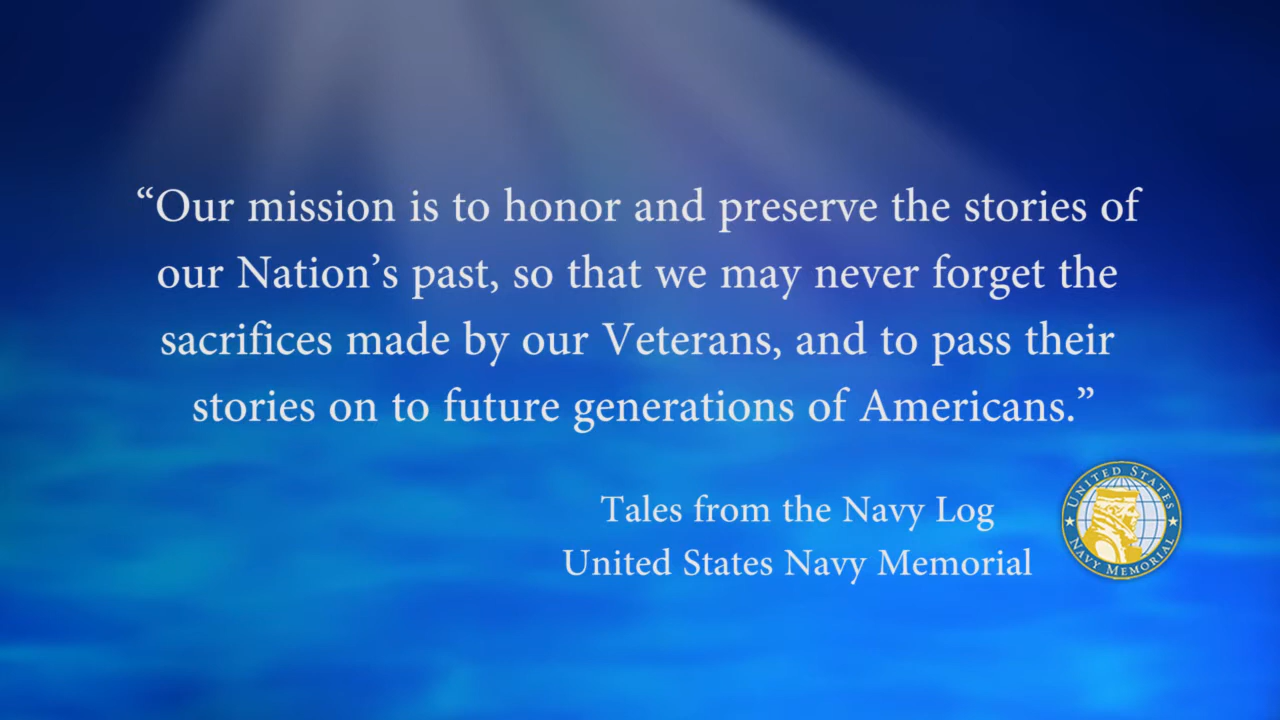 “Our mission is to honor and preserve the stories of
our Nation’s past, so that we may never forget the
sacrifices made by our Veterans, and to pass their
stories on to future generations of Americans.”
Tales from the Navy Log
United States Navy Memorial
UNITED STATES
NAVY MEMORIAL